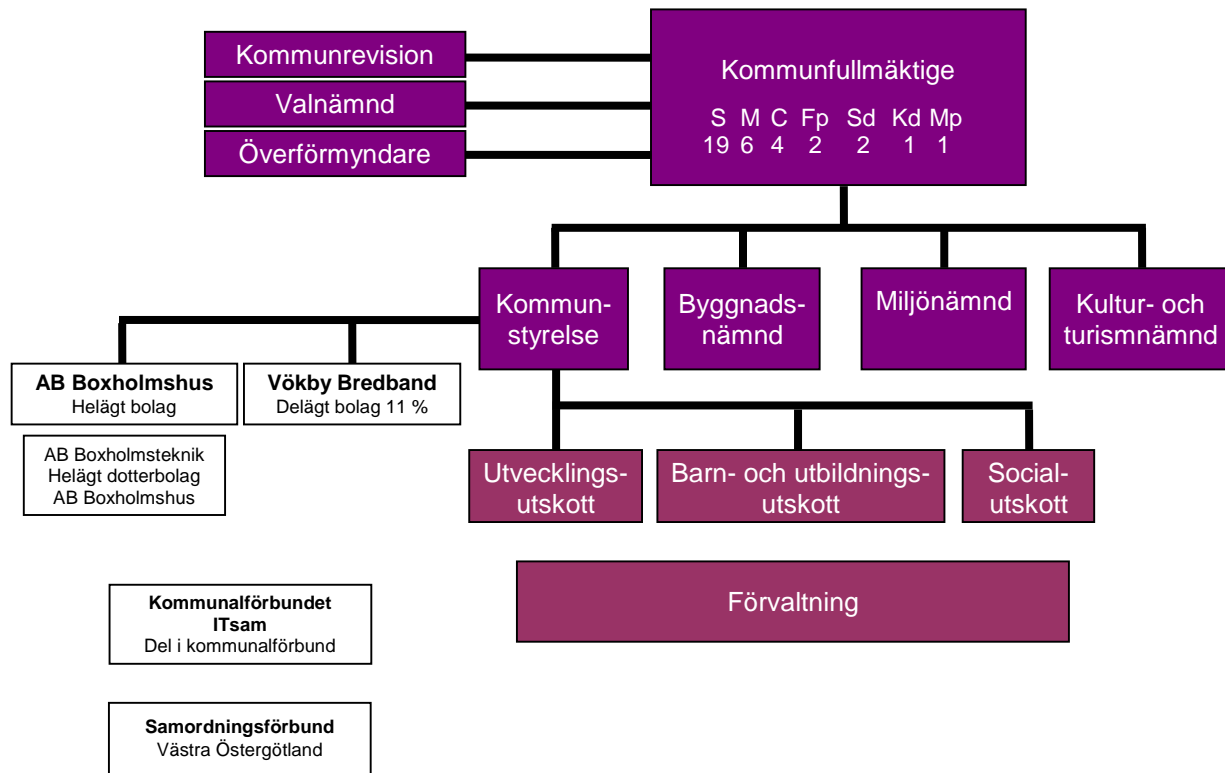 Kommunrevision
Valnämnd
Överförmyndare
Kommunfullmäktige
S M C Fp Sd Kd Mp
19 6 4 2 2 1 1
Kommun-
styrelse
Byggnads-
nämnd
Miljönämnd
Kultur- och
turismnämnd
AB Boxholmshus
Helägt bolag
Vökby Bredband
Delägt bolag 11 %
AB Boxholmsteknik
Helägt dotterbolag
AB Boxholmshus
Utvecklings-
utskott
Barn- och utbildnings-
utskott
Social-
utskott
Förvaltning
Kommunalförbundet
ITsam
Del i kommunalförbund
Samordningsförbund
Västra Östergötland